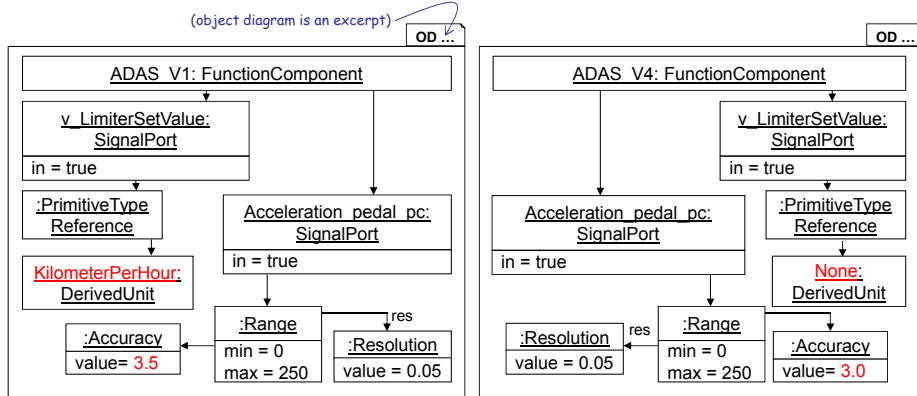 (object diagram is an excerpt)
OD ...
ADAS_V1: FunctionComponent
v_LimiterSetValue:
SignalPort
in = true
:PrimitiveType
Reference
KilometerPerHour:
DerivedUnit
Acceleration_pedal_pc:
SignalPort
in = true
:Accuracy
value= 3.5
:Range
min = 0
max = 250
res
:Resolution
value = 0.05
OD ...
ADAS_V4: FunctionComponent
v_LimiterSetValue:
SignalPort
in = true
Acceleration_pedal_pc:
SignalPort
in = true
:PrimitiveType
Reference
None:
DerivedUnit
:Resolution
value = 0.05
res
:Range
min = 0
max = 250
:Accuracy
value= 3.0